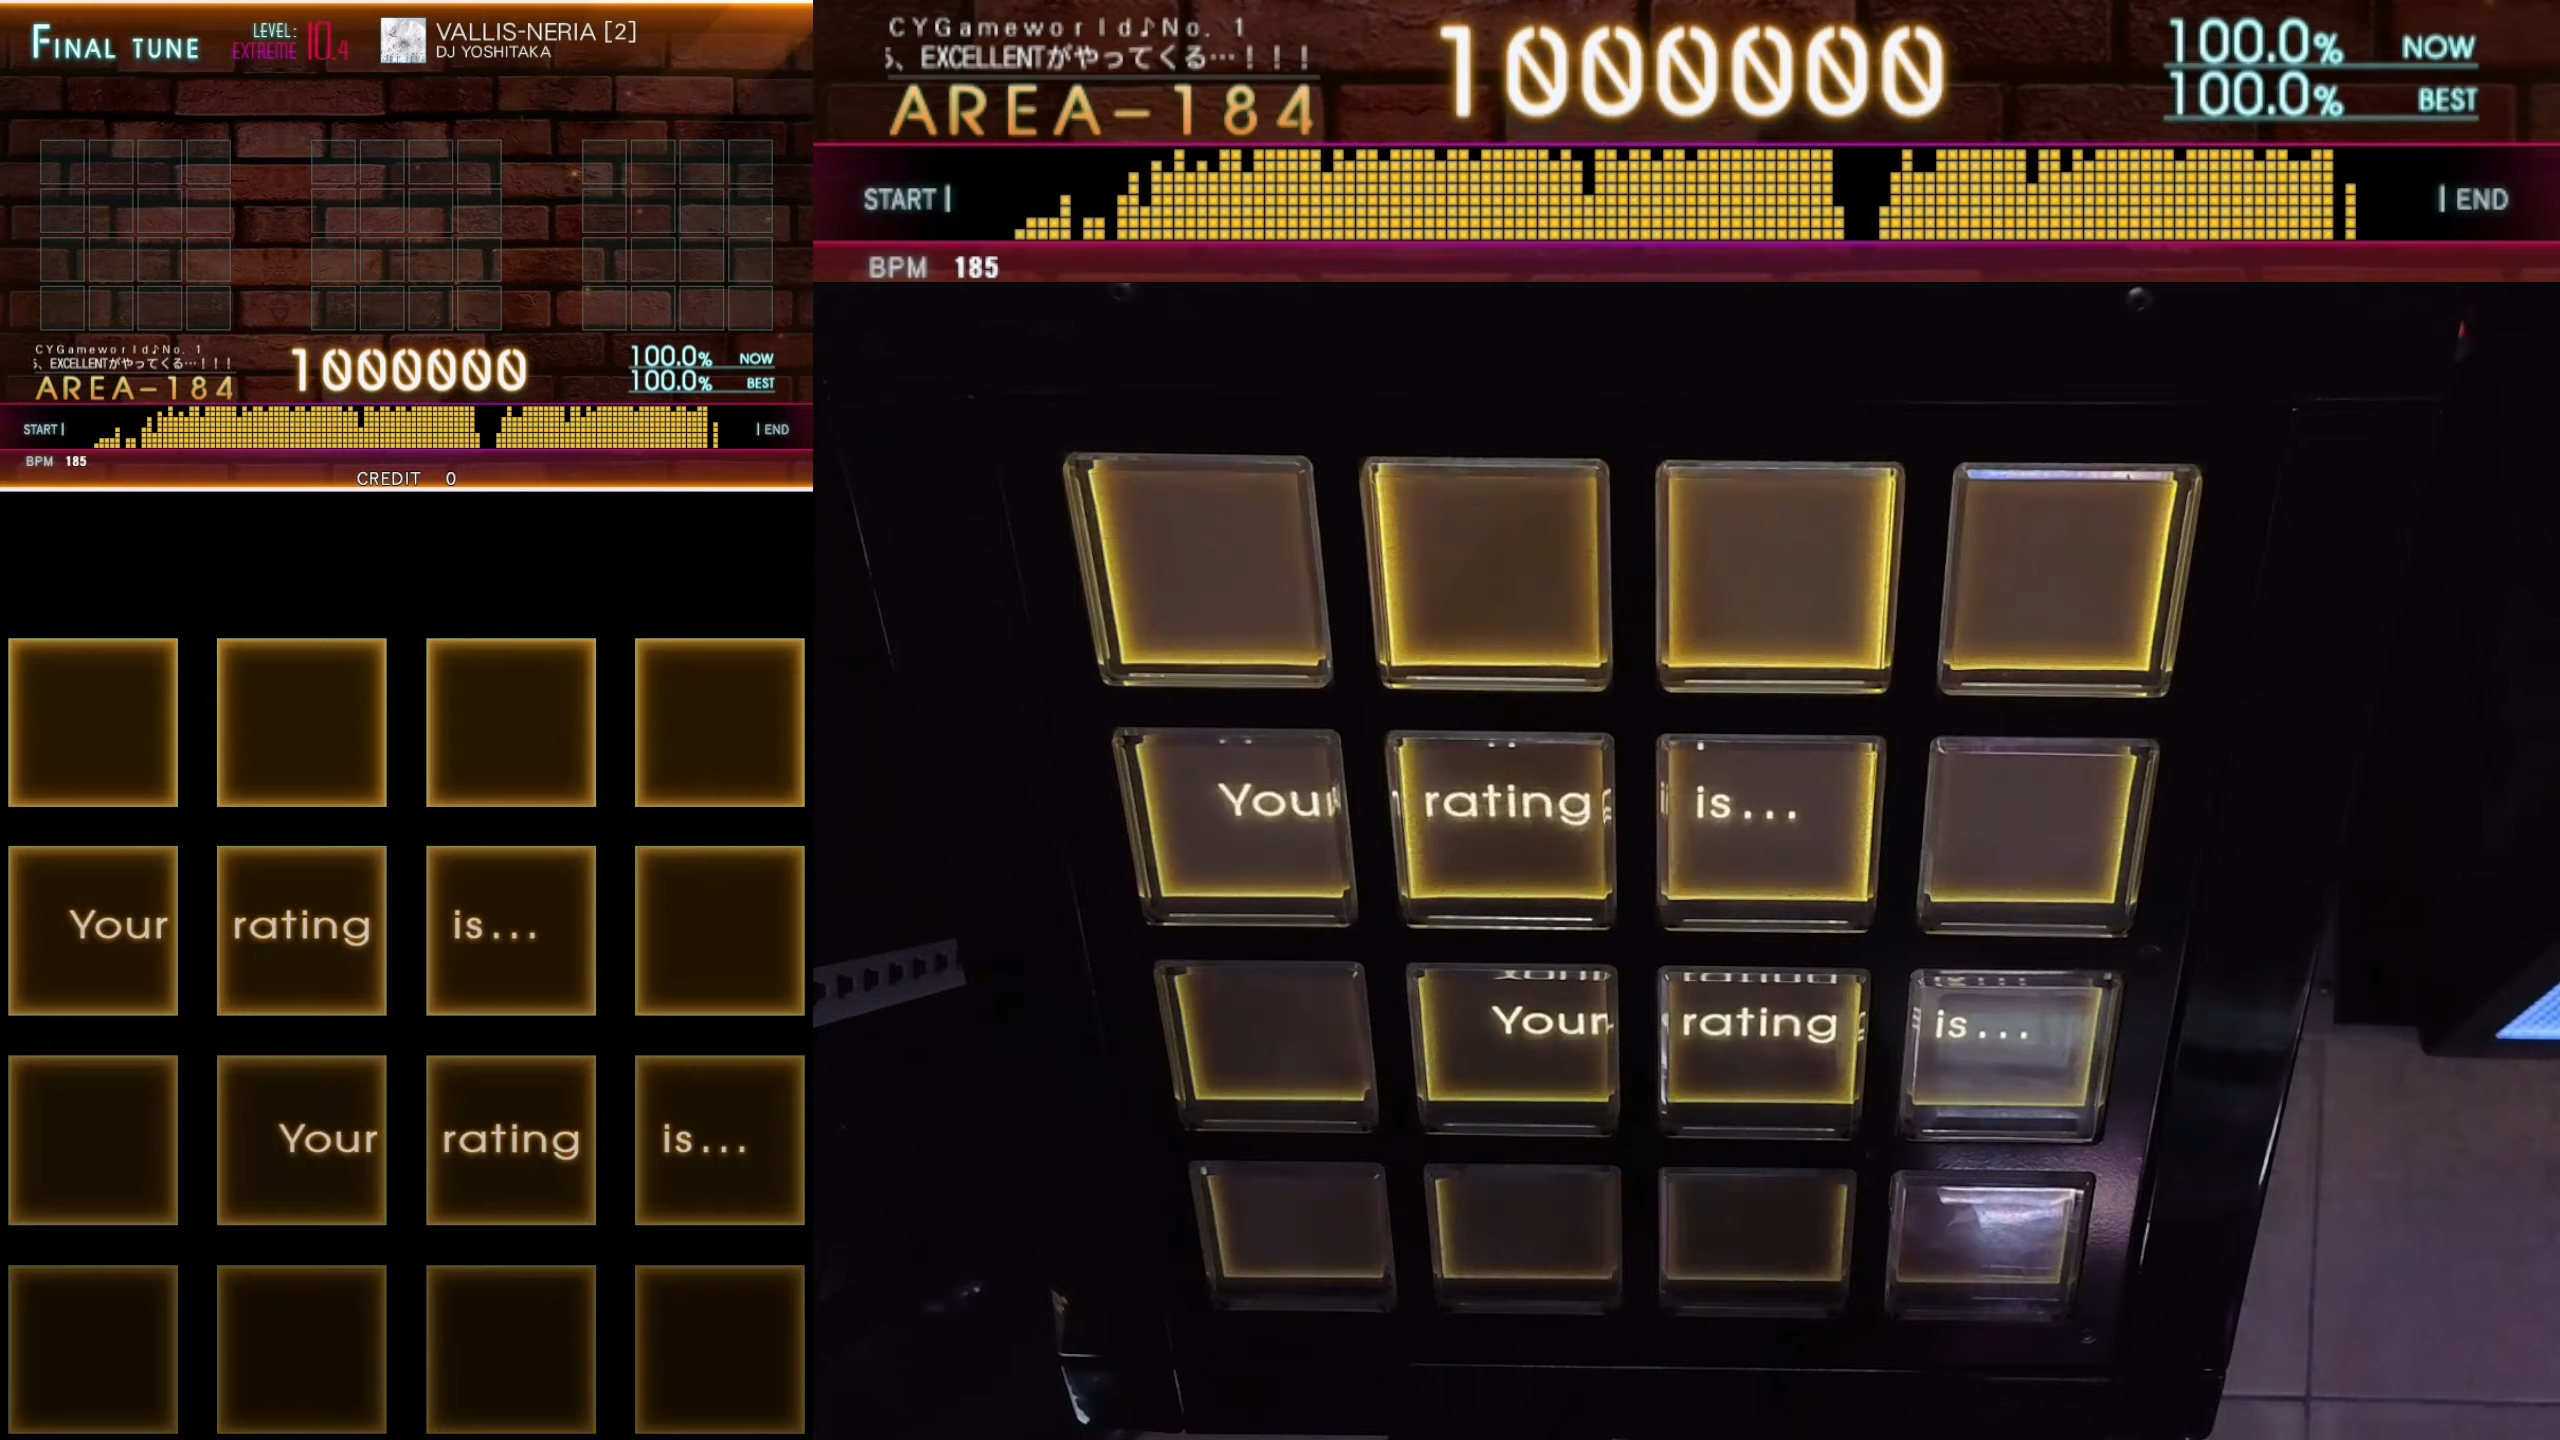 FINAL TUNE
LEVEL:
EXTREME 10.4
VALLIS-NERIA [2]
DJ YOSHITAKA
CYGameworld♪No. 1
、EXCELLENTがやってくる…！！！
AREA-184
1000000
100.0% NOW
100.0% BEST
START
END
BPM 185
CREDIT 0
CYGameworld♪No. 1
、EXCELLENTがやってくる…！！！
AREA-184
1000000
100.0% NOW
100.0% BEST
START
END
BPM 185
Your rating is...
Your rating is...
Your rating is...
Your rating is...